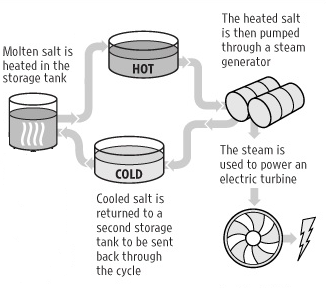 Molten salt is
heated in the
storage tank
HOT
The heated salt
is then pumped
through a steam
generator
COLD
Cooled salt is
returned to a
second storage
tank to be sent
back through
the cycle
The steam is
used to power an
electric turbine